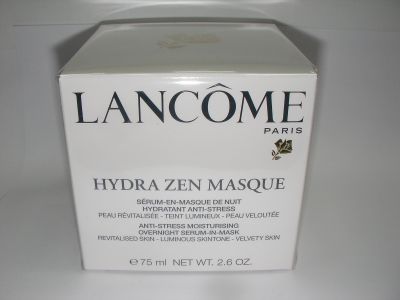 LANCÔME
PARIS
HYDRA ZEN MASQUE
SÉRUM-EN-MASQUE DE NUIT
HYDRATANT ANTI-STRESS
PEAU RÉVITALISÉE - TEINT LUMINEUX - PEAU VELOUTÉE
ANTI-STRESS MOISTURISING
OVERNIGHT SERUM-IN-MASK
REVITALISED SKIN - LUMINOUS SKINTONE - VELVETY SKIN
℮ 75 ml NET WT. 2.6 OZ.